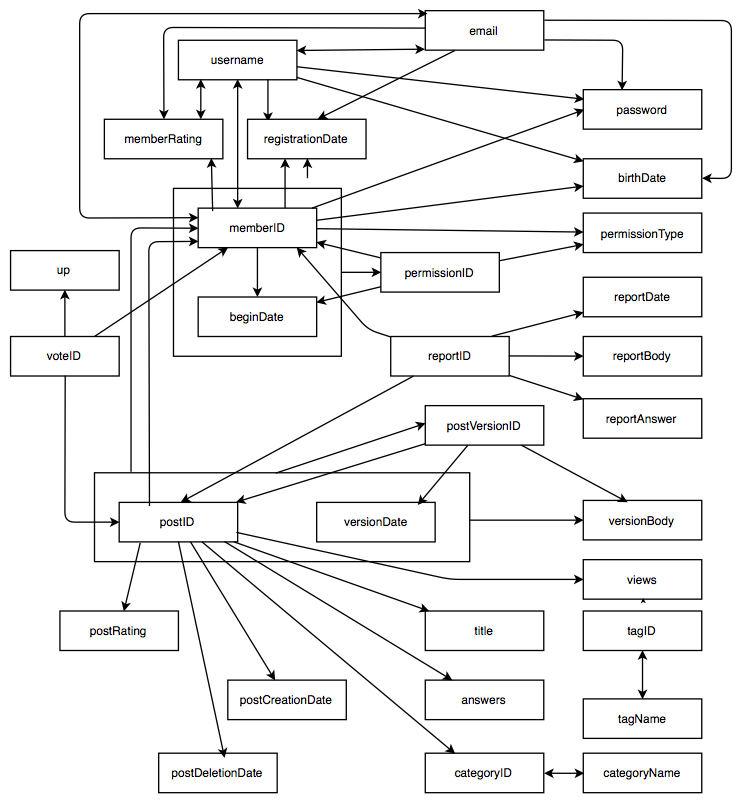 email
username
password
memberRating
registrationDate
birthDate
memberID
permissionType
up
permissionID
reportDate
beginDate
voteID
reportID
reportBody
reportAnswer
postVersionID
postID
versionDate
versionBody
views
postRating
title
tagID
postCreationDate
answers
tagName
postDeletionDate
categoryID
categoryName